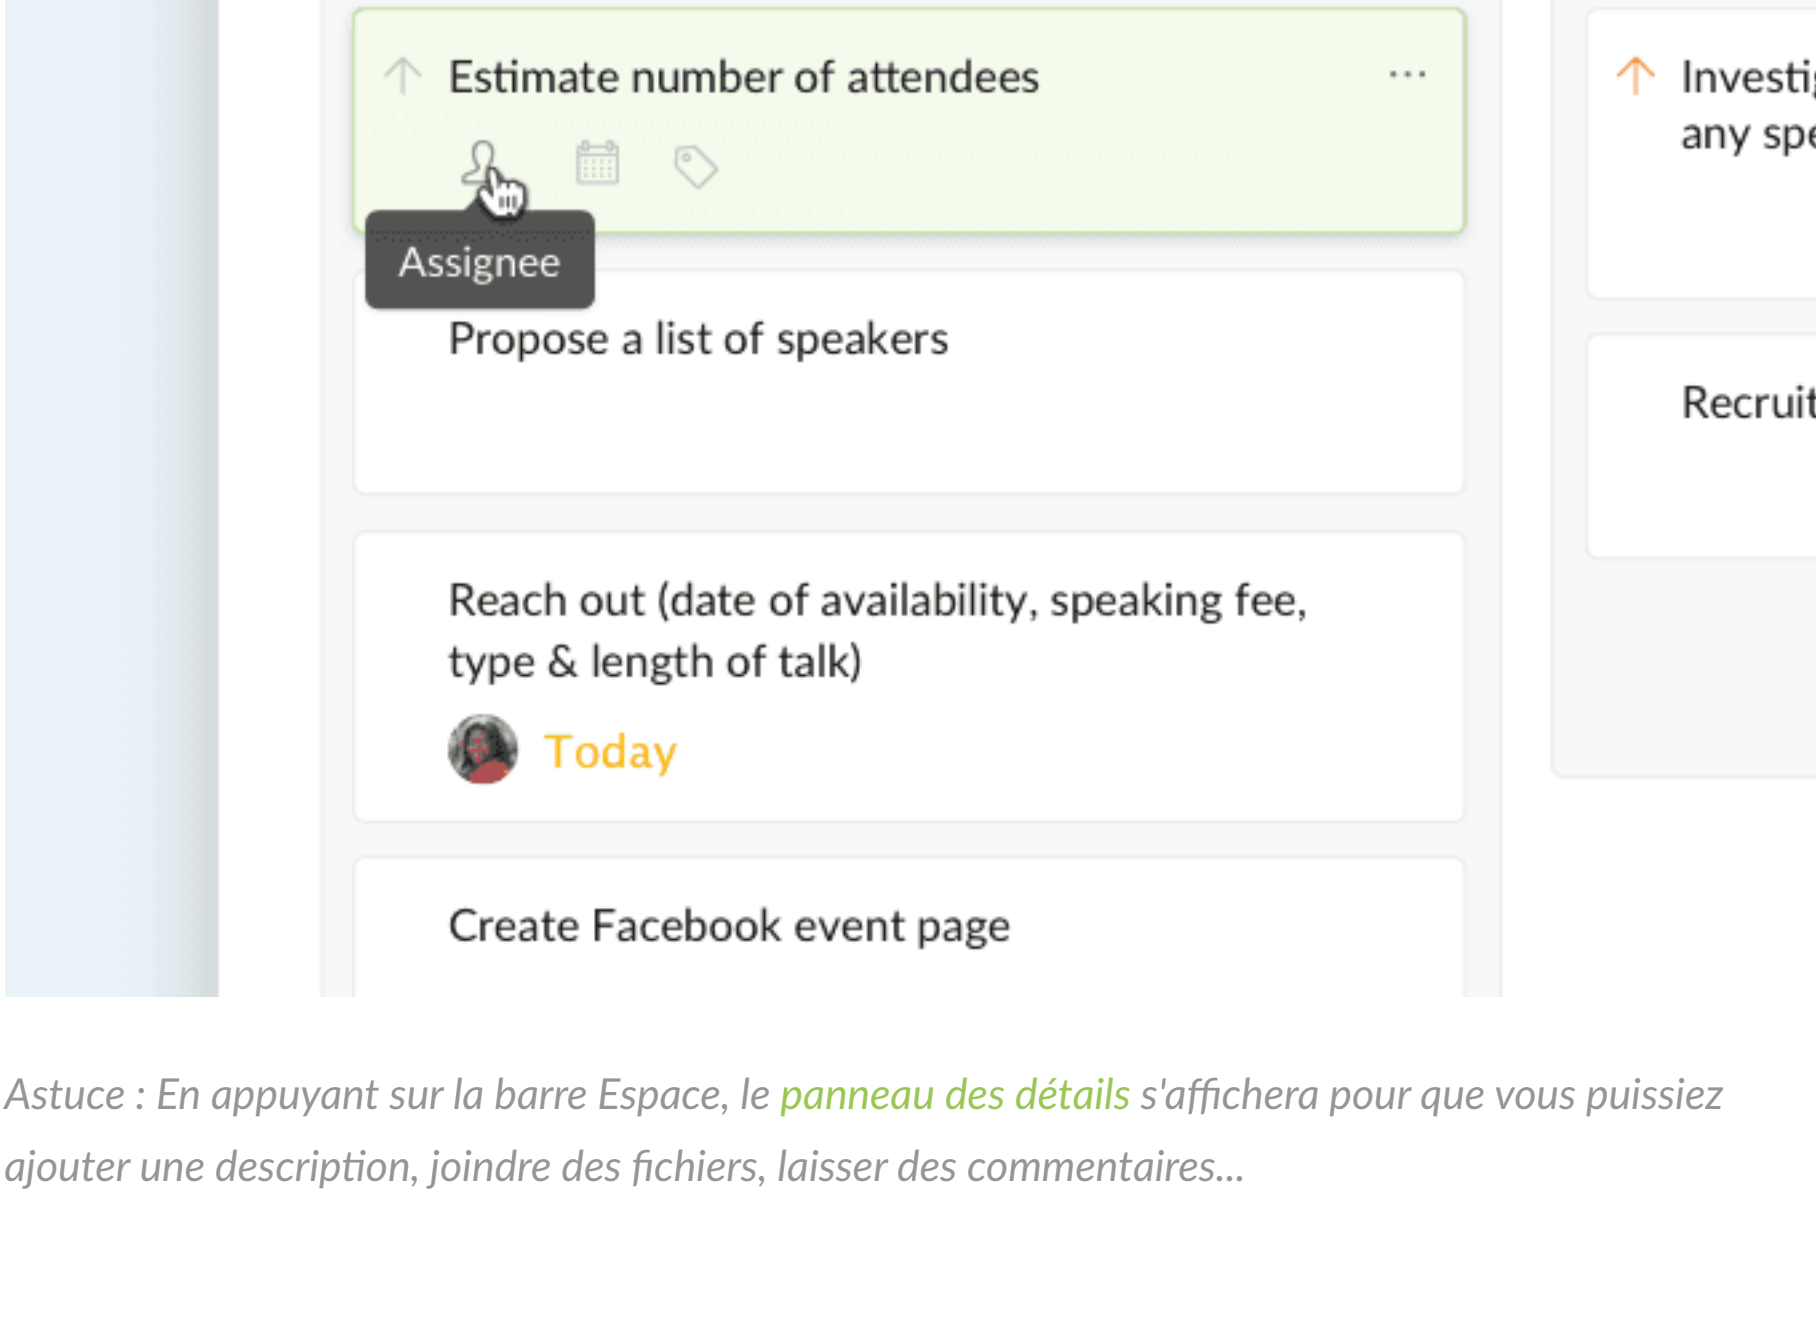 Estimate number of attendees
Assignee
Propose a list of speakers
Reach out (date of availability, speaking fee,
type & length of talk)
Today
Create Facebook event page
any
Recruit
Astuce : En appuyant sur la barre Espace, le panneau des détails s'affichera pour que vous puissiez
ajouter une description, joindre des fichiers, laisser des commentaires...